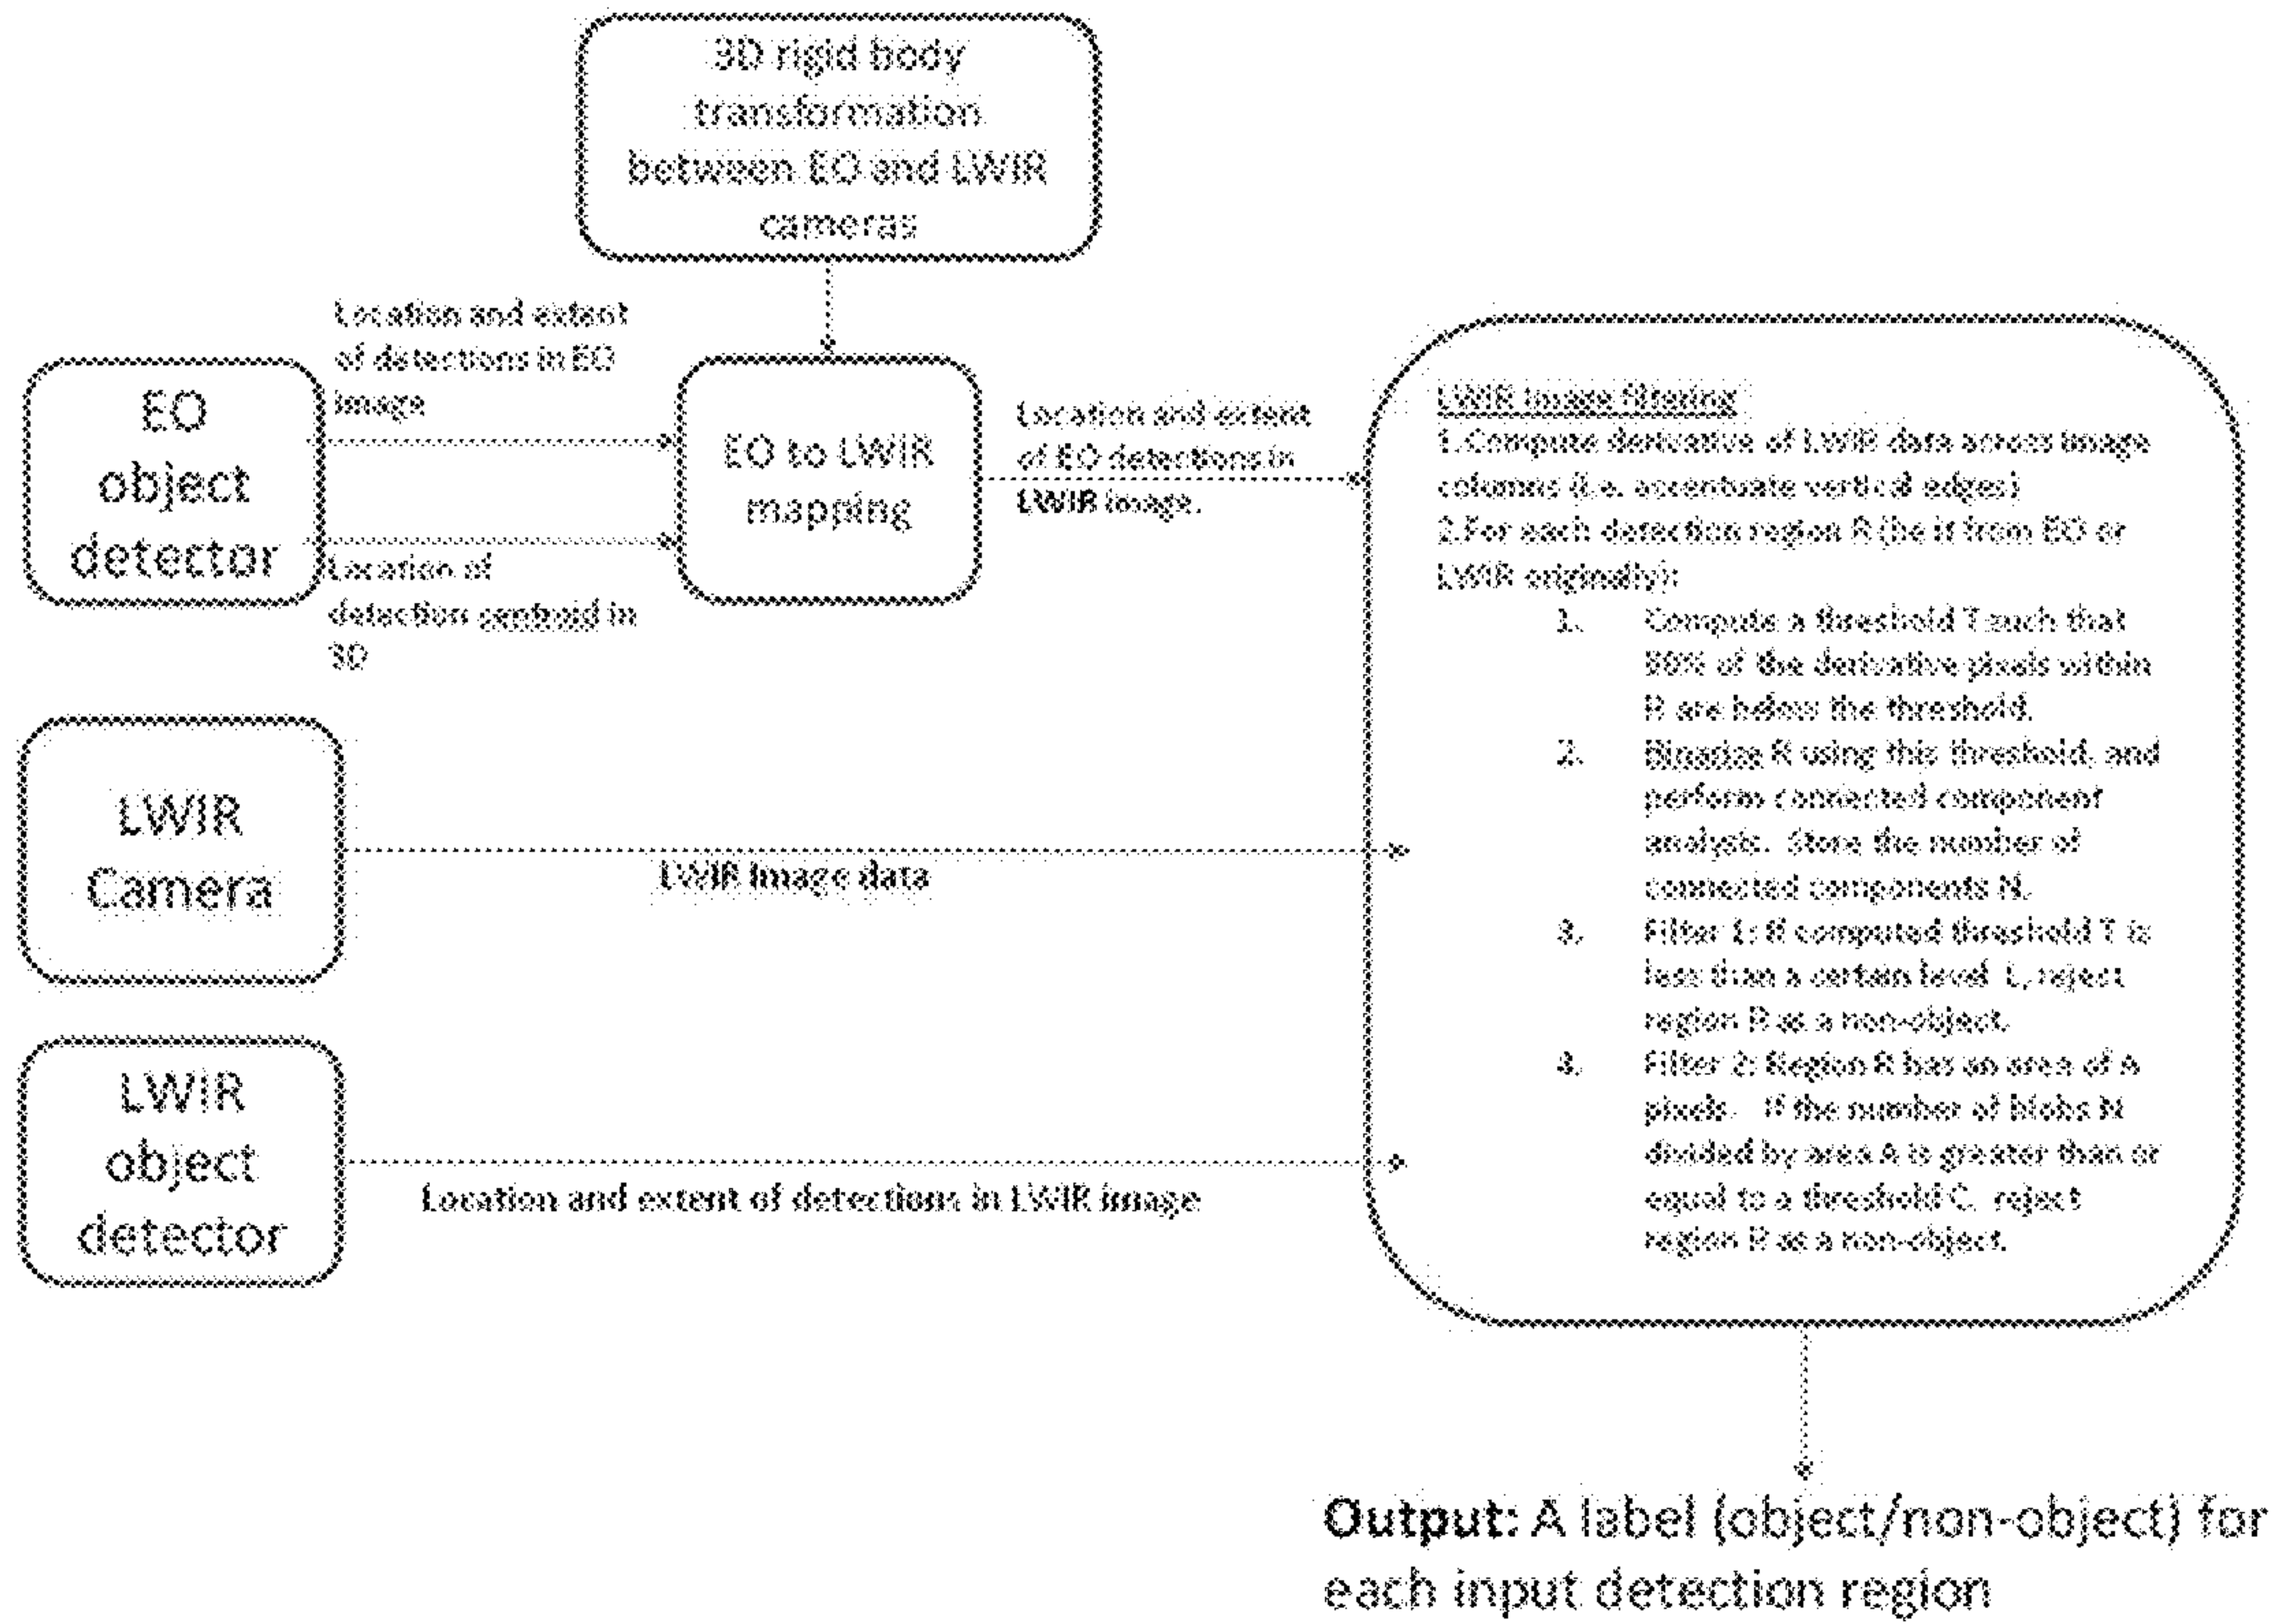 3D rigid body
transformation
between EO and LWIR
cameras
Location and extent
of detections in EO
image
EO
object
detector
Location of
detection centroid in
3D
EO to LWIR
mapping
Location and extent
of EO detections in
LWIR image.
LWIR
Camera
LWIR image data
LWIR
object
detector
Location and extent of detections in LWIR image
LWIR image filtering
1.Compute derivative of LWIR data across image
columns (i.e. accentuate vertical edges)
2.For each detection region R (be it from EO or
LWIR originally):
1. Compute a threshold T such that
of the derivative pixels within
R are below the threshold.
2. Binarize R using this threshold, and
perform connected component
analysis. Store the number of
connected components N.
3. Filter 1: If computed threshold T is
less than a certain level L, reject
region R as a non-object.
4. Filter 2: Region R has an area of A
pixels. If the number of blobs N
divided by area A is greater than or
equal to a threshold C, reject
region R as a non-object.
Output: A label (object/non-object) for
each input detection region